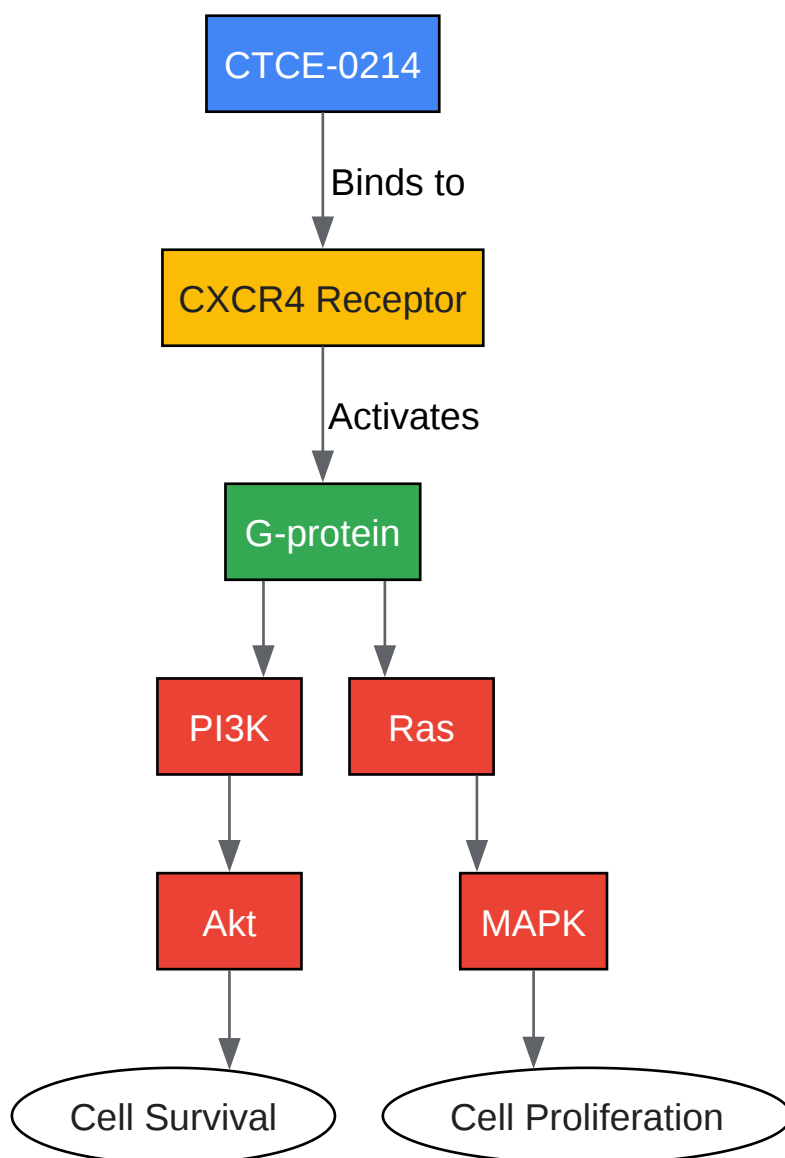 CTCE-0214
Binds to
CXCR4 Receptor
Activates
G-protein
PI3K
Ras
Akt
MAPK
Cell Survival
Cell Proliferation